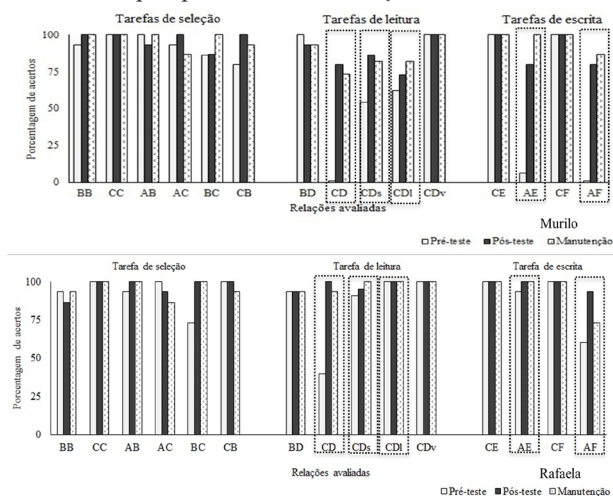 Tarefas de seleção Tarefas de leitura Tarefas de escrita
Porcentagem de acertos
100
75
50
25
0
BB CC AB AC BC CB BD CD CDs CDl CDv CE AE CF AF
Relações avaliadas
Murilo
Pré-teste Pós-teste Manutenção
Tarefa de seleção Tarefa de leitura Tarefa de escrita
Porcentagem de acertos
100
75
50
25
0
BB CC AB AC BC CB BD CD CDs CDl CDv CE AE CF AF
Relações avaliadas Rafaela
Pré-teste Pós-teste Manutenção